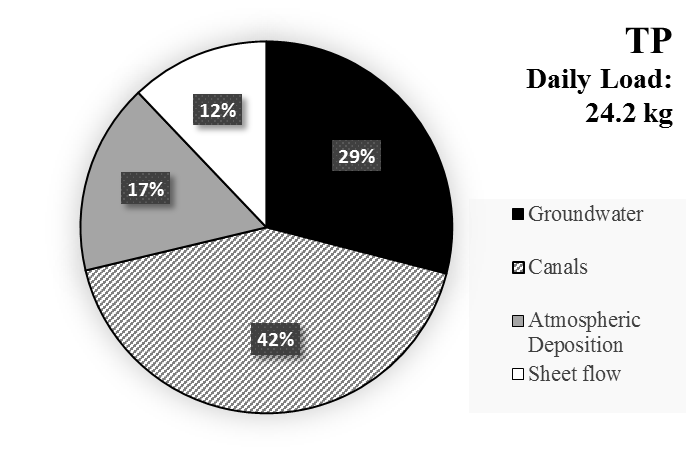 TP
Daily Load:
24.2 kg
12%
29%
17%
42%
Groundwater
Canals
Atmospheric
Deposition
Sheet flow